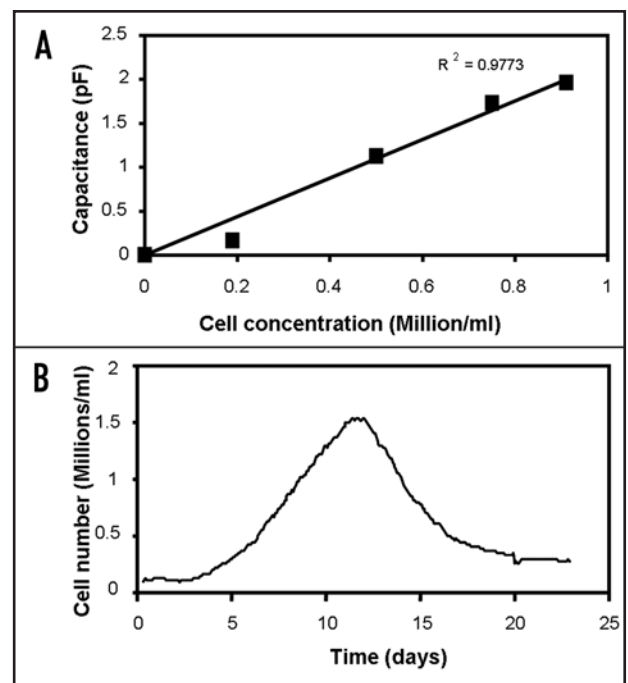 A
Capacitance (pF)
2.5
2
1.5
1
0.5
0
R 2 = 0.9773
0 0.2 0.4 0.6 0.8 1
Cell concentration (Million/ml)
B
Cell number (Millions/ml)
2
1.5
1
0.5
0
0 5 10 15 20 25
Time (days)